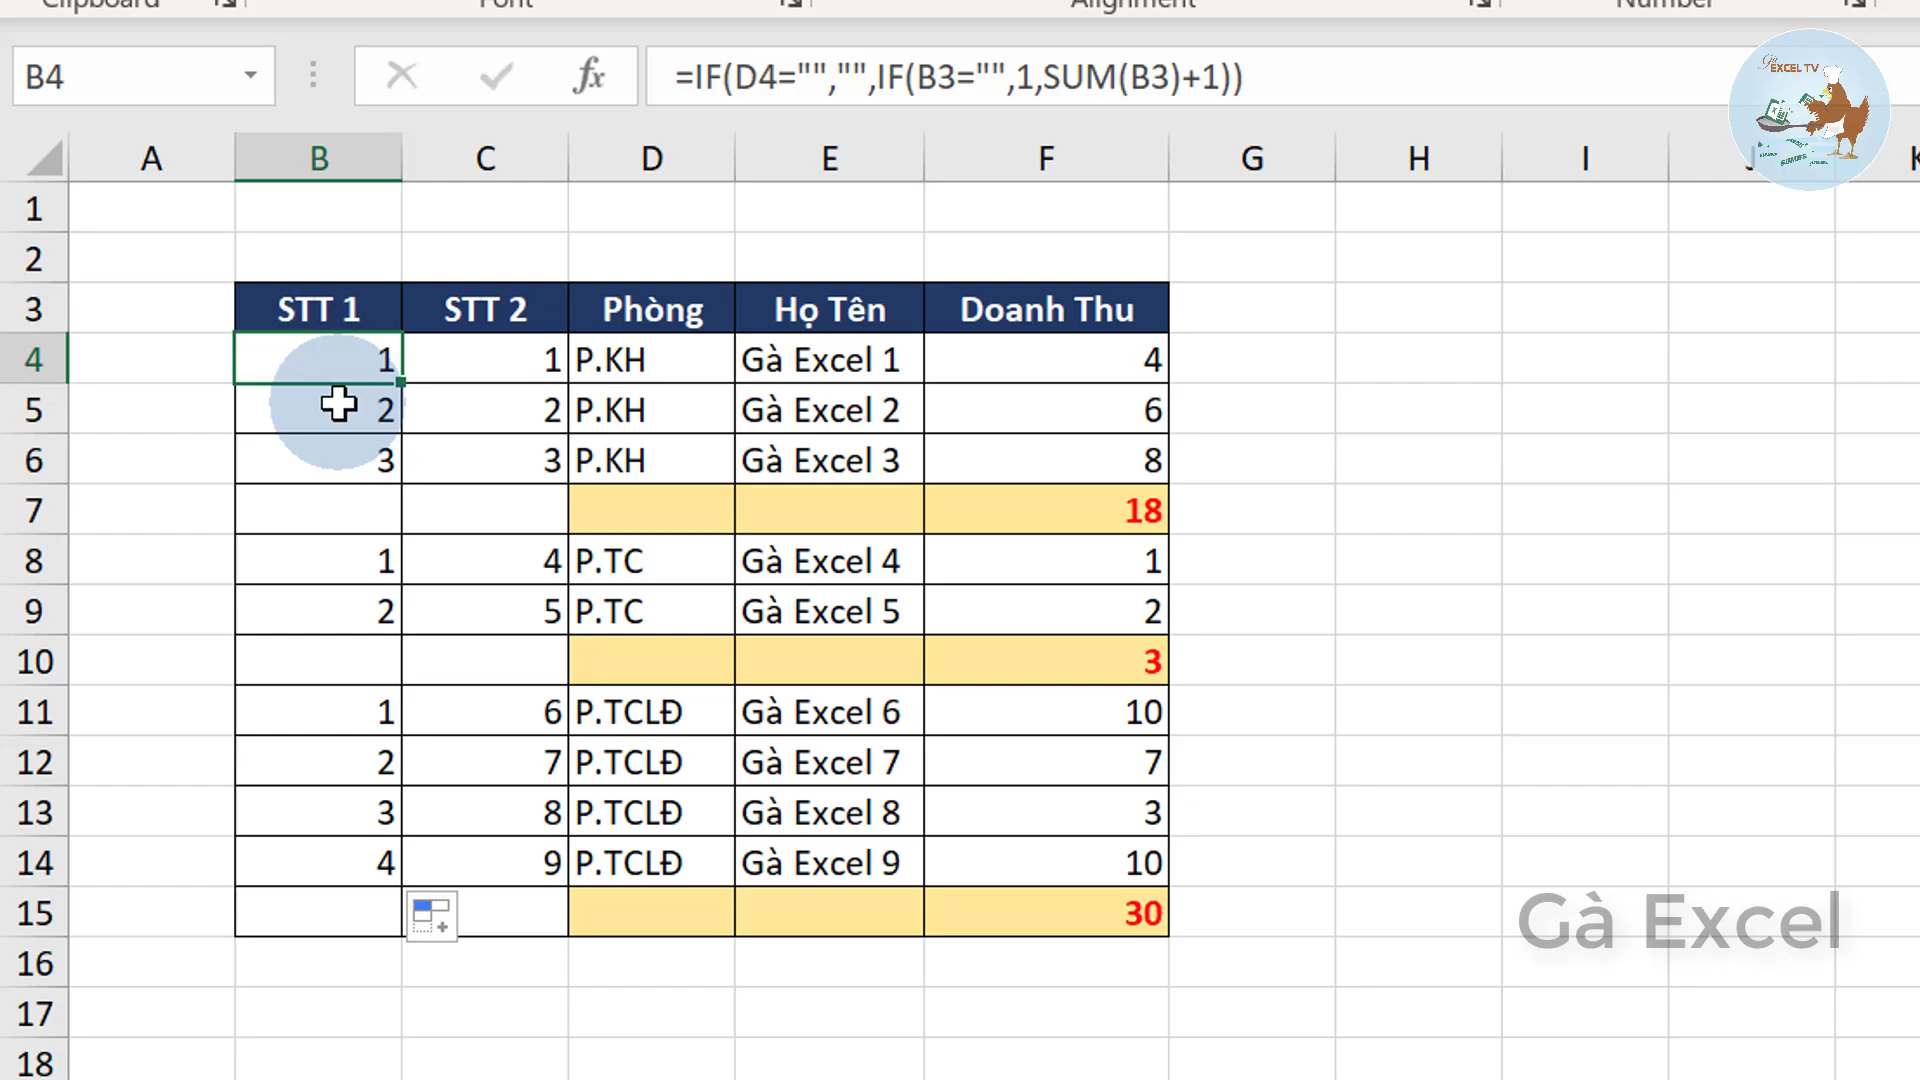 Clipboard Font Alignment Number
B4 fx =IF(D4="","",IF(B3="",1,SUM(B3)+1))
EXCEL TV
A B C D E F G H I J K
1
2
3 STT 1 STT 2 Phòng Họ Tên Doanh Thu
4 1 1 P.KH Gà Excel 1 4
5 2 2 P.KH Gà Excel 2 6
6 3 3 P.KH Gà Excel 3 8
7 18
8 1 4 P.TC Gà Excel 4 1
9 2 5 P.TC Gà Excel 5 2
10 3
11 1 6 P.TCLĐ Gà Excel 6 10
12 2 7 P.TCLĐ Gà Excel 7 7
13 3 8 P.TCLĐ Gà Excel 8 3
14 4 9 P.TCLĐ Gà Excel 9 10
15 30
Gà Excel
16
17
18